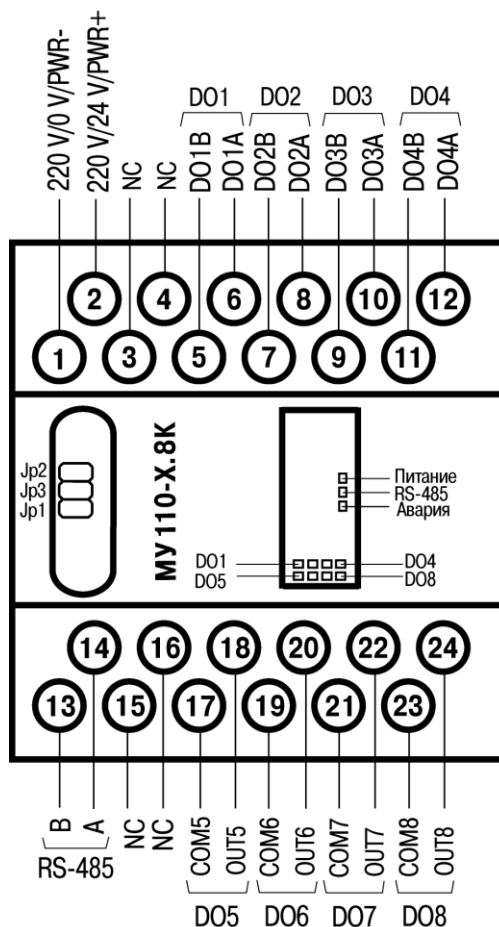 DO1 DO2 DO3 DO4
220 V/0 V/PWR-
220 V/24 V/PWR+
NC
NC
DO1B
DO1A
DO2B
DO2A
DO3B
DO3A
DO4B
DO4A
2 4 6 8 10 12
1 3 5 7 9 11
Jp2
Jp3
Jp1
МУ110-Х.8К
Питание
RS-485
Авария
DO1 DO4
DO5 DO8
14 16 18 20 22 24
13 15 17 19 21 23
B
A
NC
NC
COM5
OUT5
COM6
OUT6
COM7
OUT7
COM8
OUT8
RS-485
DO5 DO6 DO7 DO8